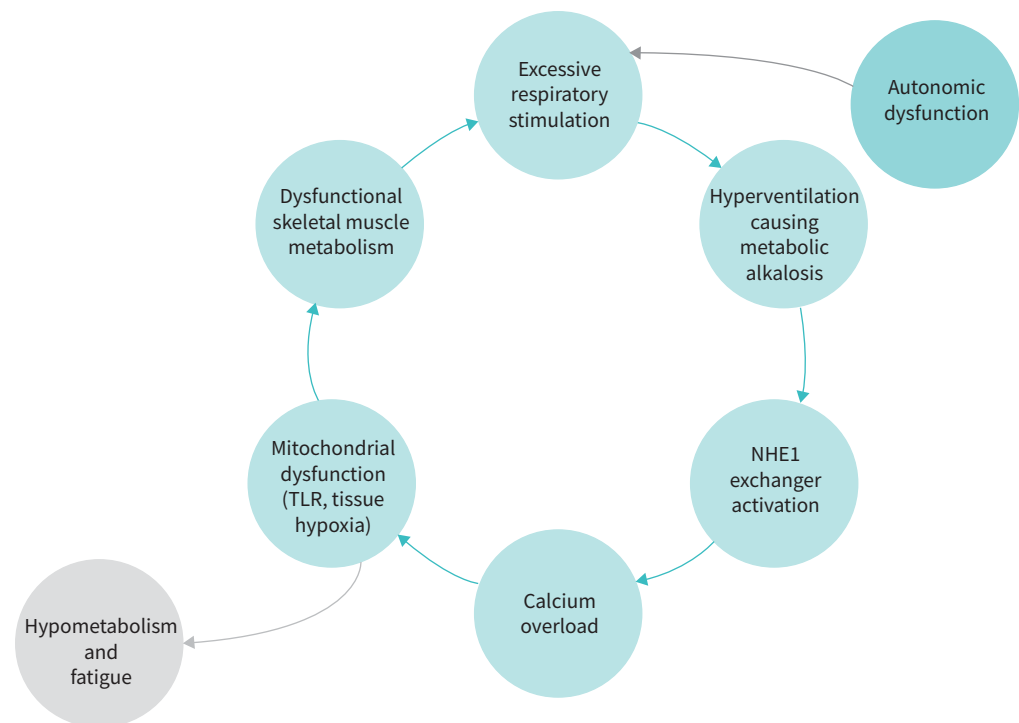 Excessive
respiratory
stimulation
Autonomic
dysfunction
Hyperventilation
causing
metabolic
alkalosis
NHE1
exchanger
activation
Calcium
overload
Mitochondrial
dysfunction
(TLR, tissue
hypoxia)
Dysfunctional
skeletal muscle
metabolism
Hypometabolism
and
fatigue